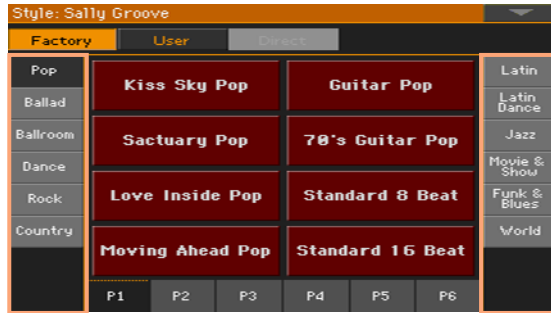 Style: Sally Groove
Factory User Direct
Pop
Ballad
Ballroom
Dance
Rock
Country
Kiss Sky Pop
Guitar Pop
Sactuary Pop
70's Guitar Pop
Love Inside Pop
Standard 8 Beat
Moving Ahead Pop
Standard 16 Beat
Latin
Latin
Dance
Jazz
Movie &
Show
Funk &
Blues
World
P1 P2 P3 P4 P5 P6